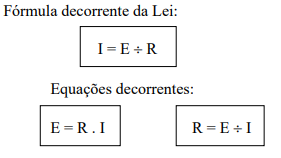 Fórmula decorrente da Lei:
I = E ÷ R
Equações decorrentes:
E = R . I
R = E ÷ I